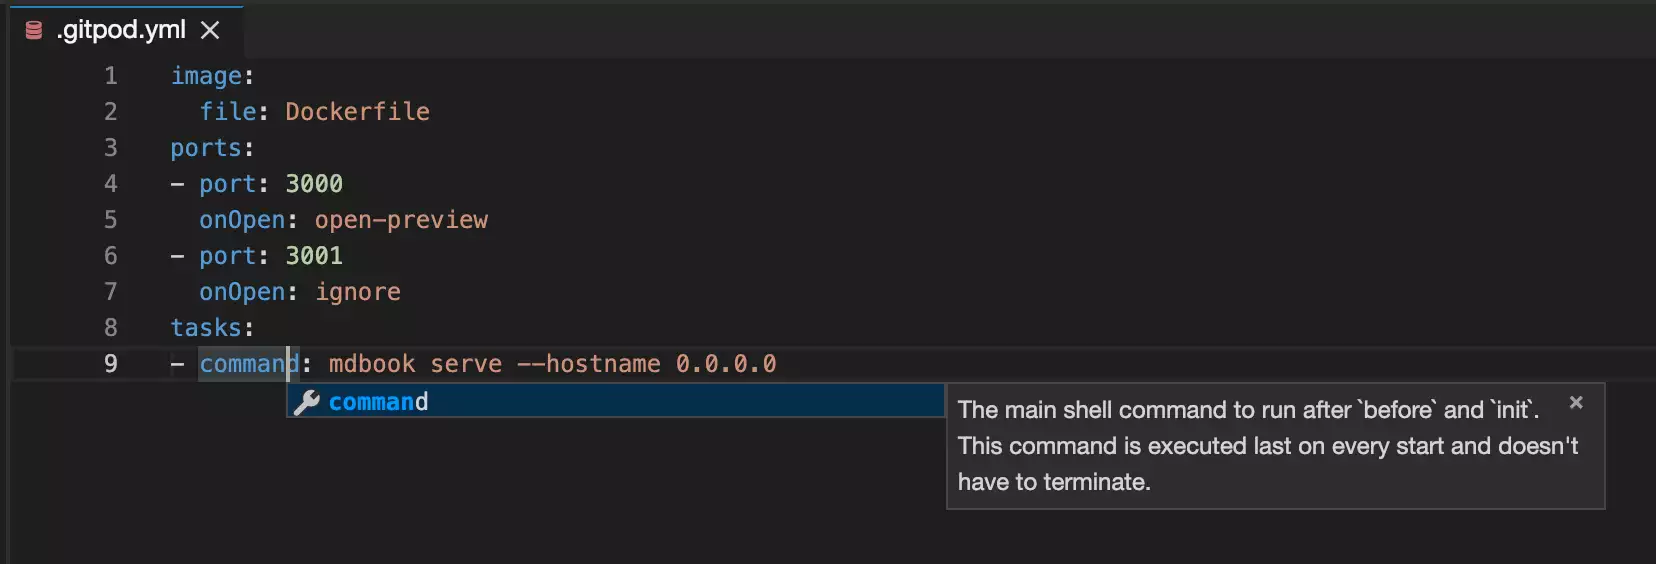 .gitpod.yml
1 image:
2 file: Dockerfile
3 ports:
4 - port: 3000
5 onOpen: open-preview
6 - port: 3001
7 onOpen: ignore
8 tasks:
9 - command: mdbook serve --hostname 0.0.0.0
command
The main shell command to run after `before` and `init`.
This command is executed last on every start and doesn't
have to terminate.